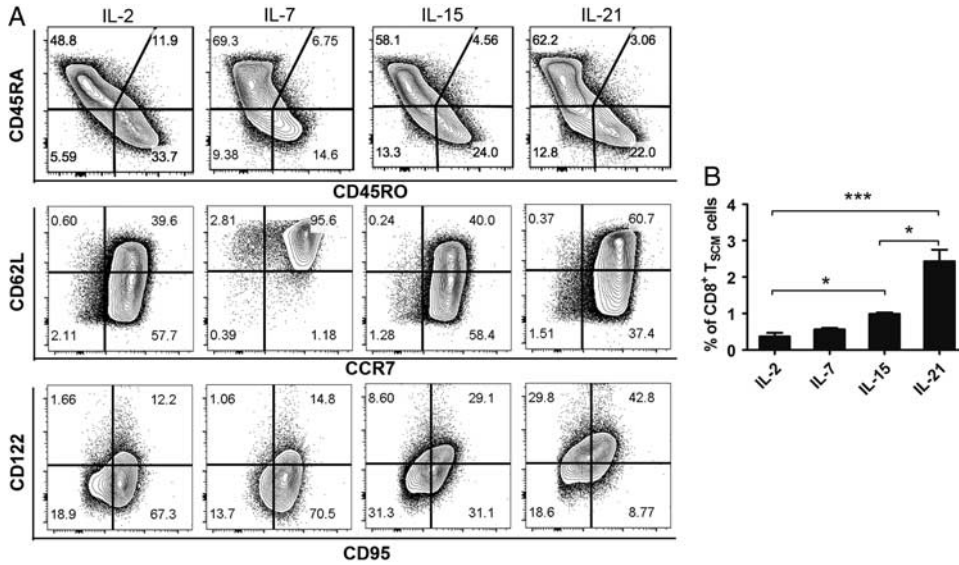 A
IL-2 IL-7 IL-15 IL-21
48.8 11.9 69.3 6.75 58.1 4.56 62.2 3.06
CD45RA
5.59 33.7 9.38 14.6 13.3 24.0 12.8 22.0
CD45RO
0.60 39.6 2.81 95.6 0.24 40.0 0.37 60.7
CD62L
2.11 57.7 0.39 1.18 1.28 58.4 1.51 37.4
CCR7
1.66 12.2 1.06 14.8 8.60 29.1 29.8 42.8
CD122
18.9 67.3 13.7 70.5 31.3 31.1 18.6 8.77
CD95
B
% of CD8+ TSCM cells
4
3
2
1
0
***
*
*
IL-2 IL-7 IL-15 IL-21